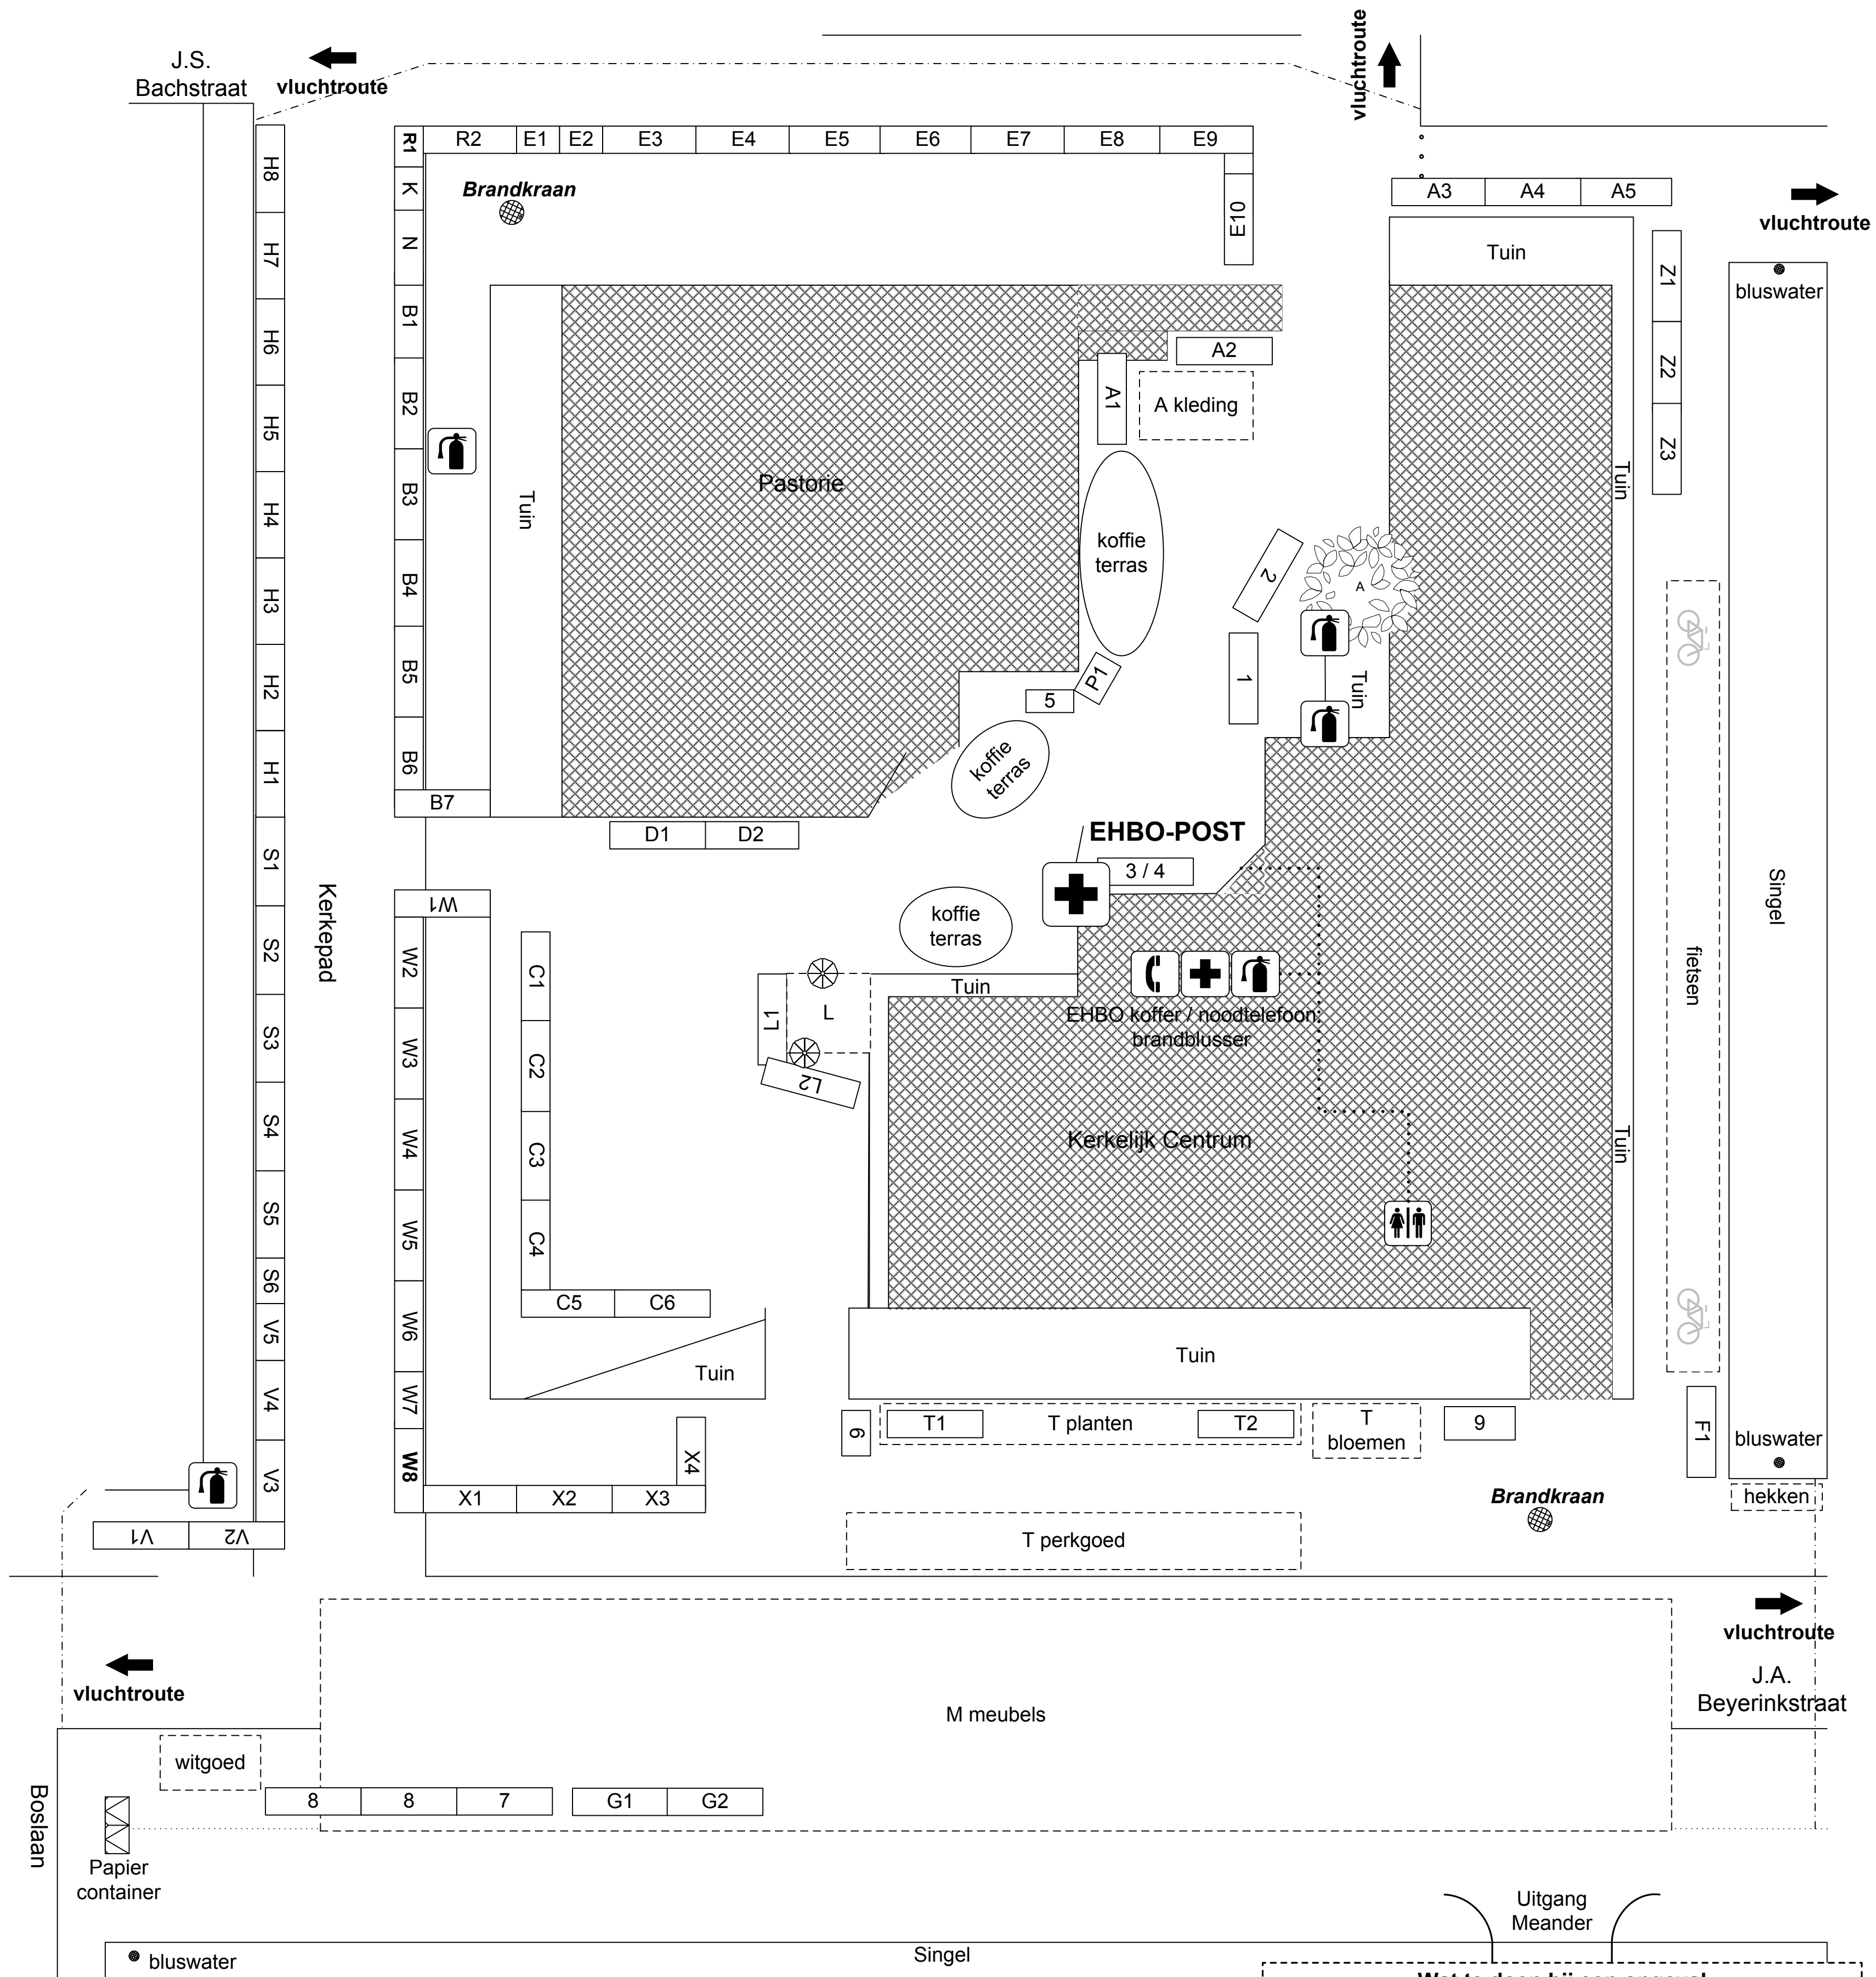 J.S.
Bachstraat
vluchtroute
vluchtroute
vluchtroute
R1
R2
E1
E2
E3
E4
E5
E6
E7
E8
E9
E10
A3
A4
A5
H8
H7
H6
H5
H4
H3
H2
H1
S1
S2
S3
S4
S5
S6
V5
V4
V3
V1
V2
K
N
B1
B2
B3
B4
B5
B6
B7
Brandkraan
Tuin
Pastorie
A2
A1
A kleding
koffie
terras
2
1
A
Tuin
P1
5
koffie
terras
D1
D2
EHBO-POST
3 / 4
koffie
terras
Tuin
Z1
Z2
Z3
Tuin
bluswater
Singel
fietsen
Kerkepad
W1
W2
W3
W4
W5
W6
W7
W8
C1
C2
C3
C4
C5
C6
L1
L
L2
Tuin
EHBO koffer / noodtelefoon
brandblusser
Kerkelijk Centrum
Tuin
Tuin
Tuin
X4
X1
X2
X3
6
T1
T planten
T2
T
bloemen
9
F1
bluswater
hekken
Brandkraan
T perkgoed
vluchtroute
J.A.
Beyerinkstraat
vluchtroute
M meubels
witgoed
8
8
7
G1
G2
Boslaan
Papier
container
Uitgang
Meander
bluswater
Singel